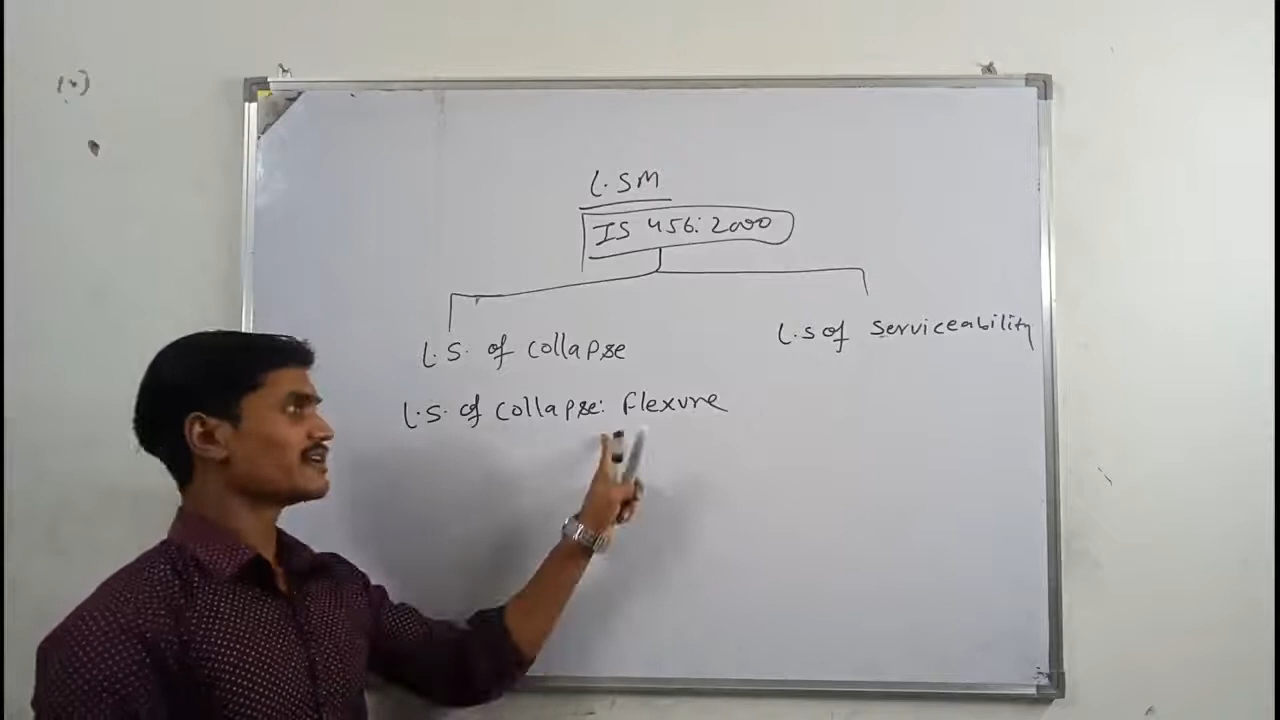 L.SM
IS 456:2000
L.S. of collapse
L.s of serviceability
L.S. of collapse: flexure